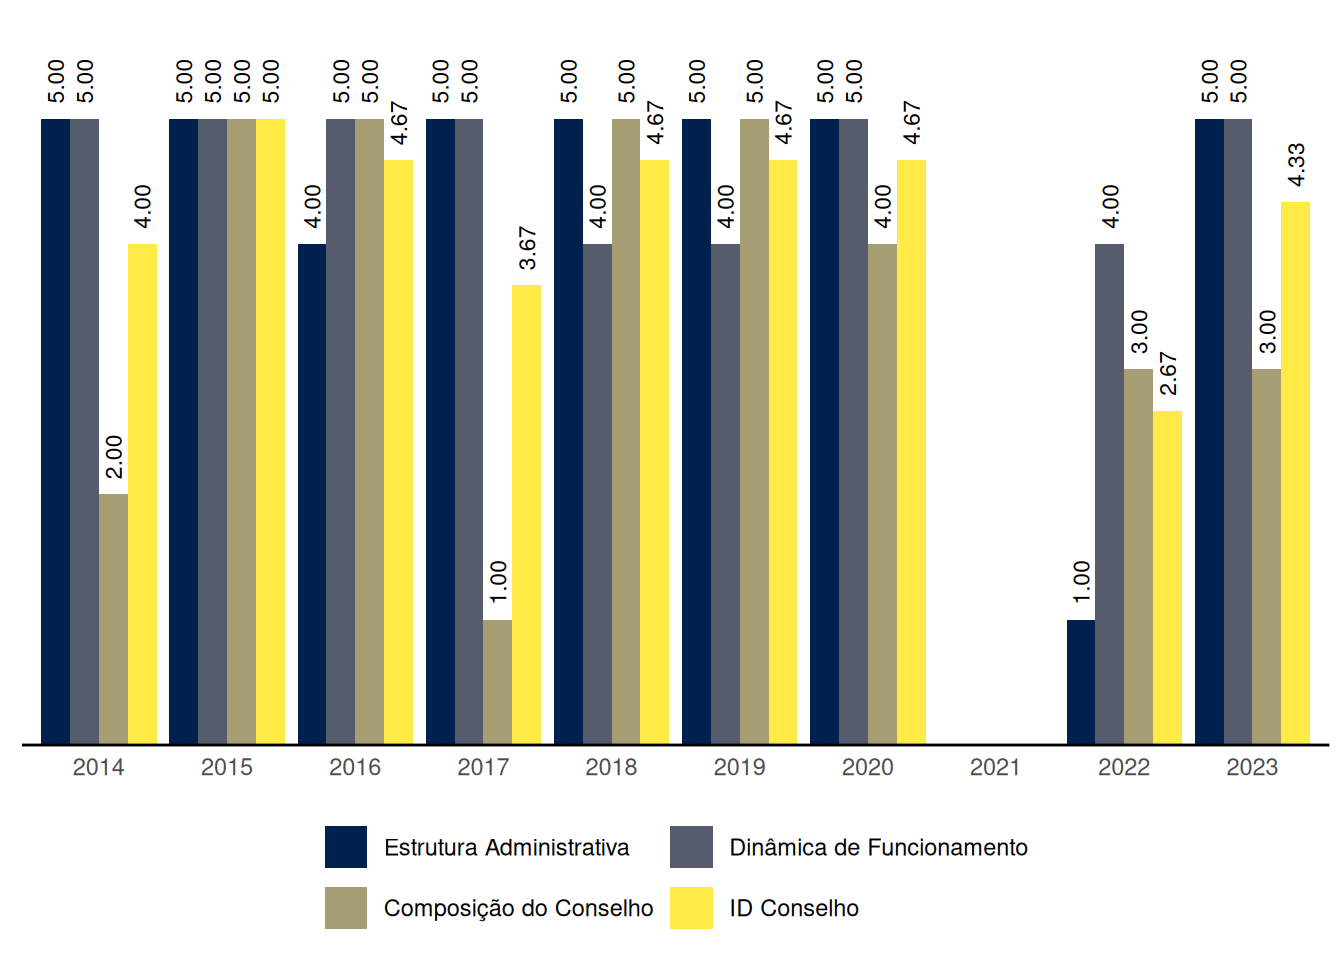 5.00 5.00 2.00 4.00
5.00 5.00 5.00 5.00
4.00 5.00 5.00 4.67
5.00 5.00 1.00 3.67
5.00 4.00 5.00 4.67
5.00 4.00 5.00 4.67
5.00 5.00 4.00 4.67
1.00 4.00 3.00 2.67
5.00 5.00 3.00 4.33
2014 2015 2016 2017 2018 2019 2020 2021 2022 2023
Estrutura Administrativa Dinâmica de Funcionamento
Composição do Conselho ID Conselho